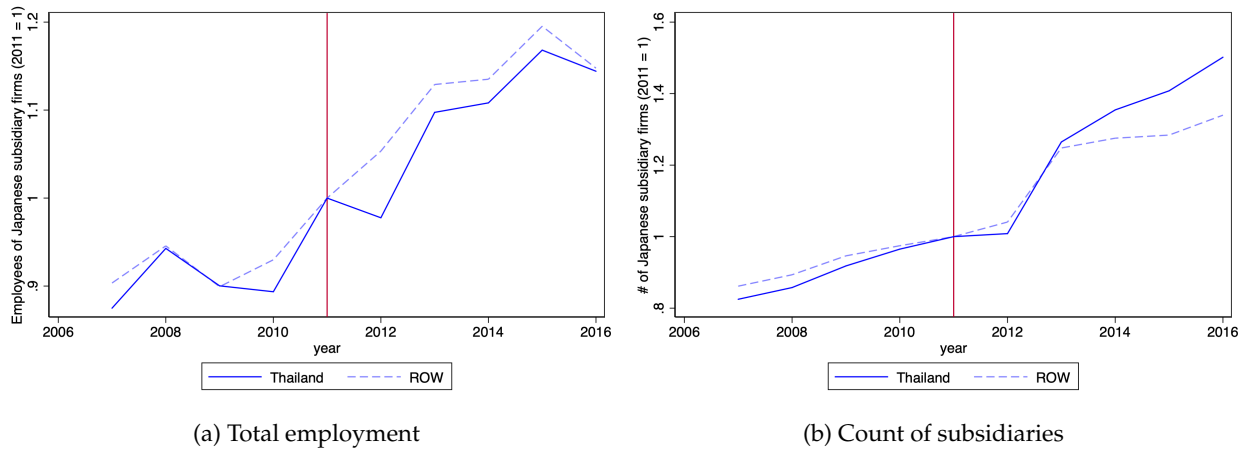 Employees of Japanese subsidiary firms (2011 = 1)
1.2
1.1
1
.9
2006 2008 2010 2012 2014 2016
year
Thailand ROW
(a) Total employment
# of Japanese subsidiary firms (2011 = 1)
1.6
1.4
1.2
1
.8
2006 2008 2010 2012 2014 2016
year
Thailand ROW
(b) Count of subsidiaries